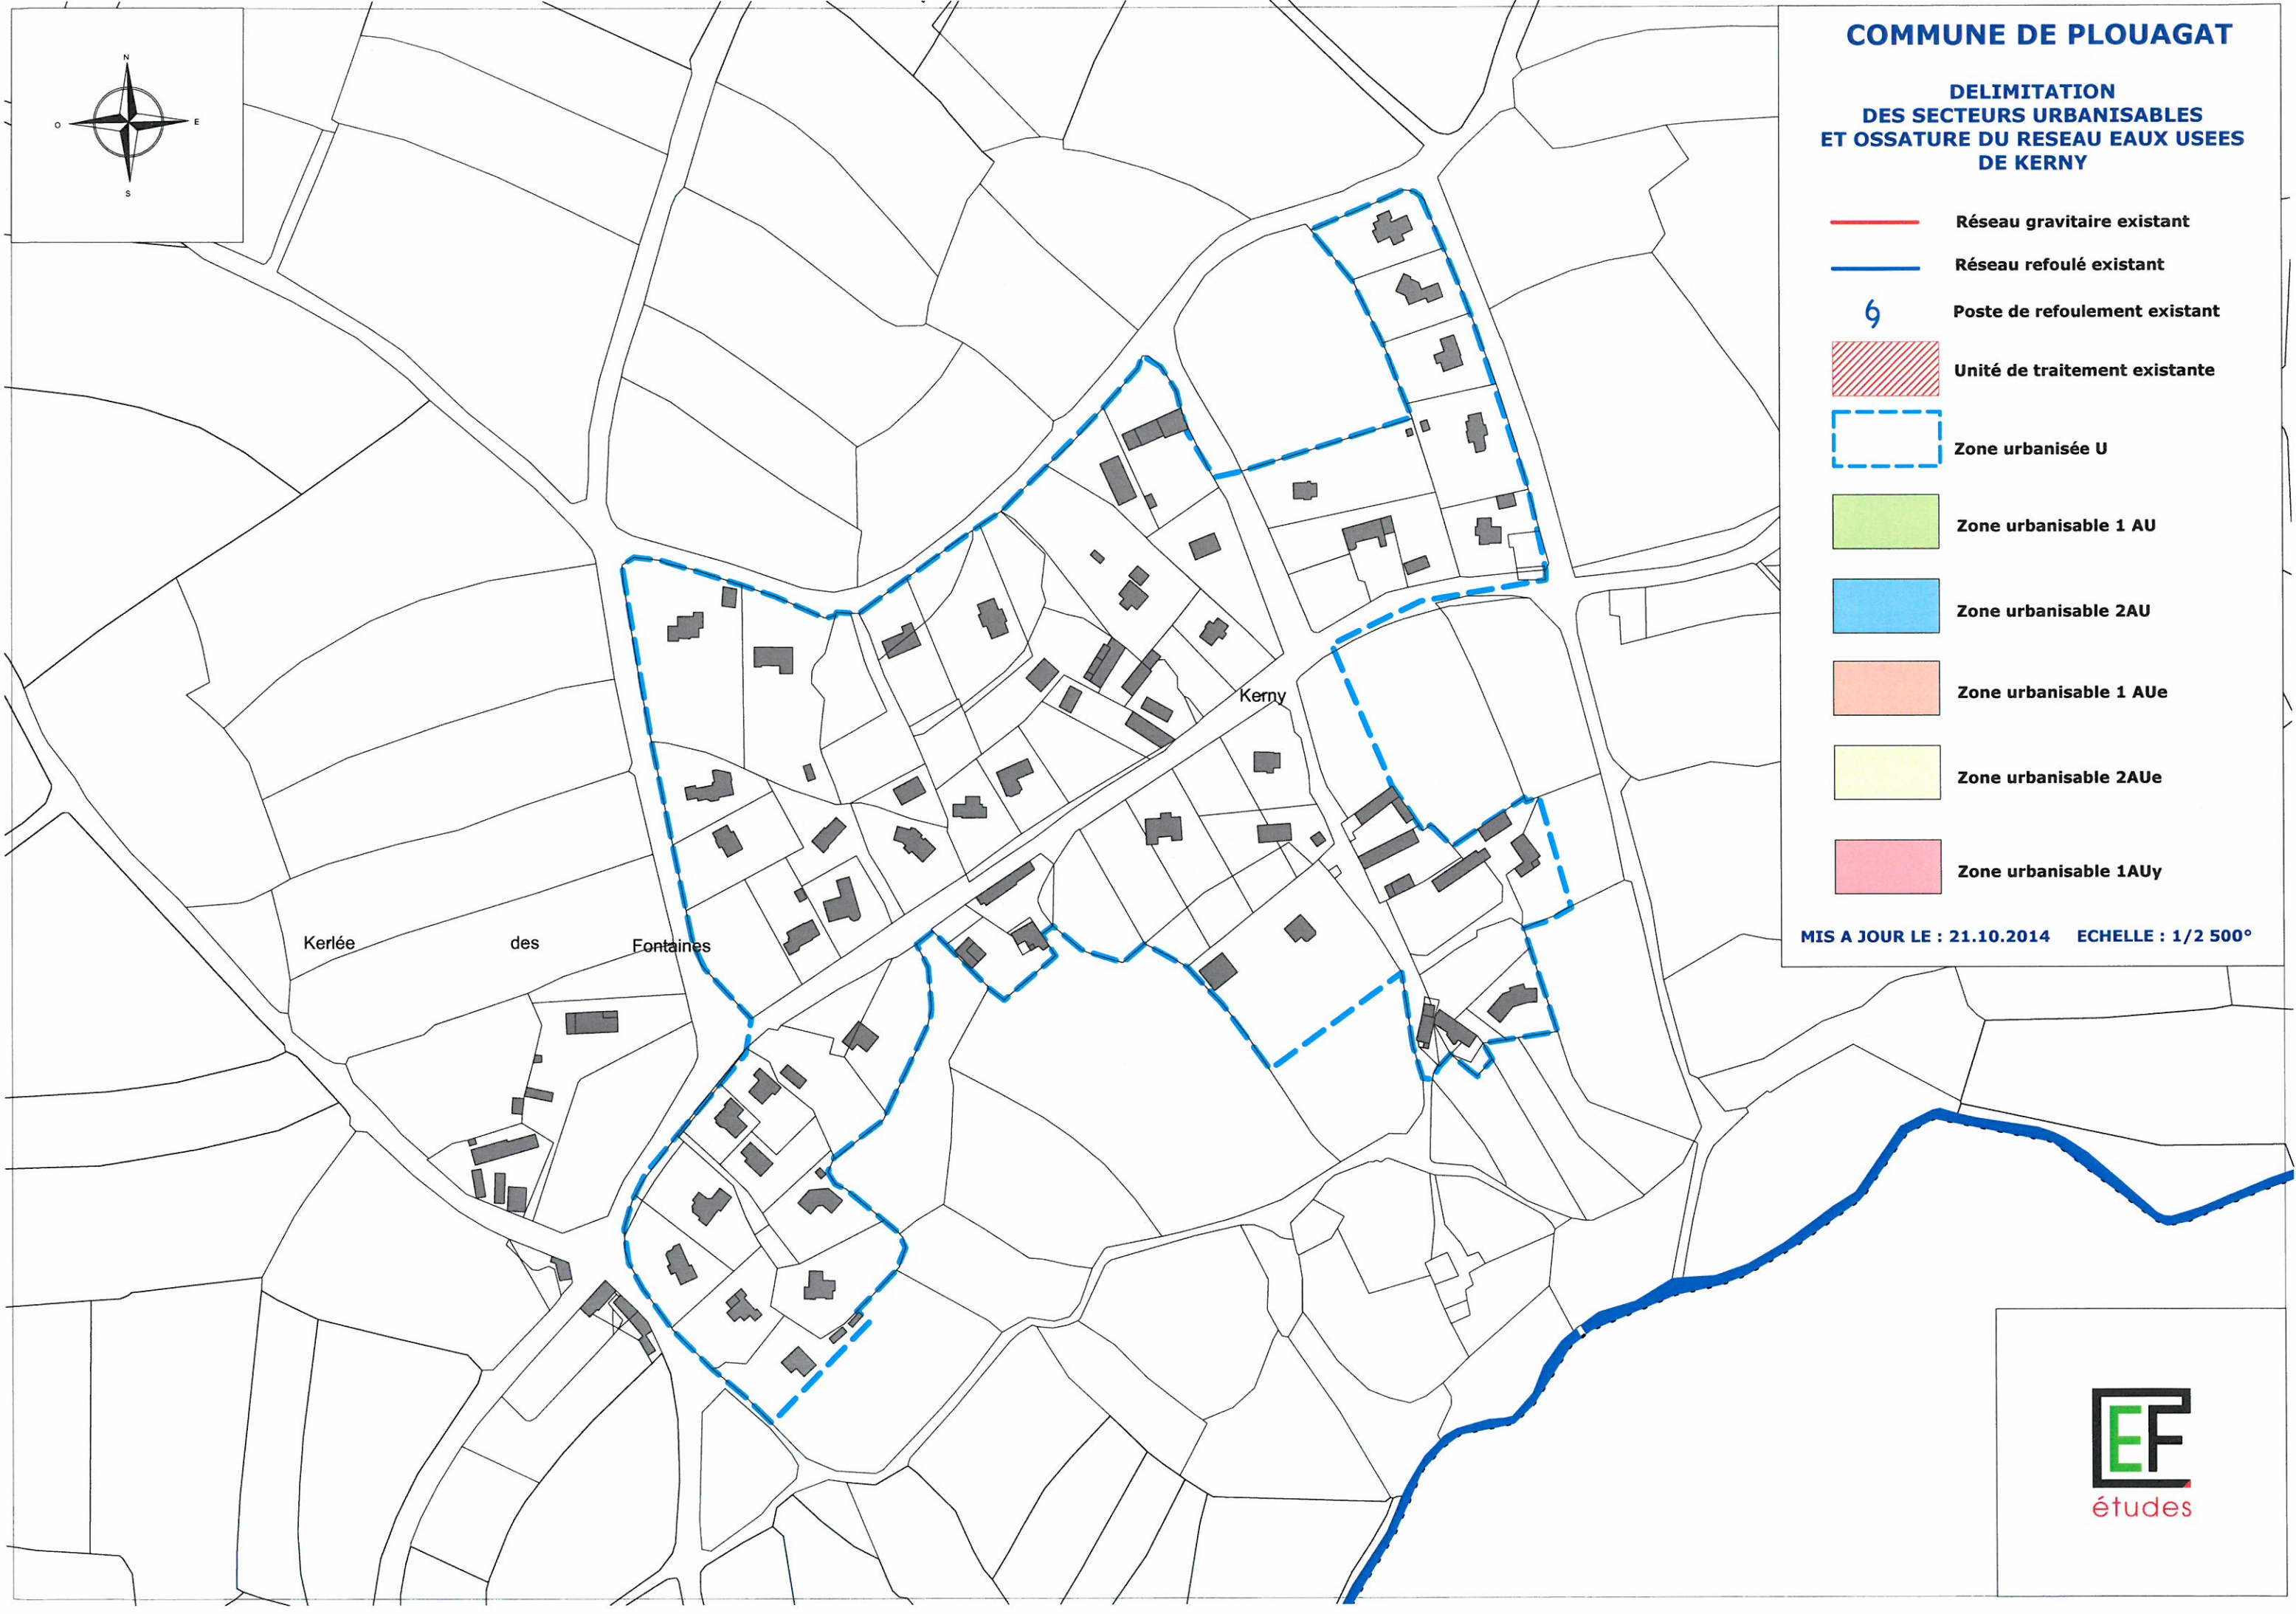 N
O
E
S
COMMUNE DE PLOUAGAT
DELIMITATION
DES SECTEURS URBANISABLES
ET OSSATURE DU RESEAU EAUX USEES
DE KERNY
Réseau gravitaire existant
Réseau refoulé existant
Poste de refoulement existant
Unité de traitement existante
Zone urbanisée U
Zone urbanisable 1 AU
Zone urbanisable 2AU
Zone urbanisable 1 AUe
Zone urbanisable 2AUe
Zone urbanisable 1AUy
MIS A JOUR LE : 21.10.2014 ECHELLE : 1/2 500°
Kerny
Kerlée des Fontaines
EF
études